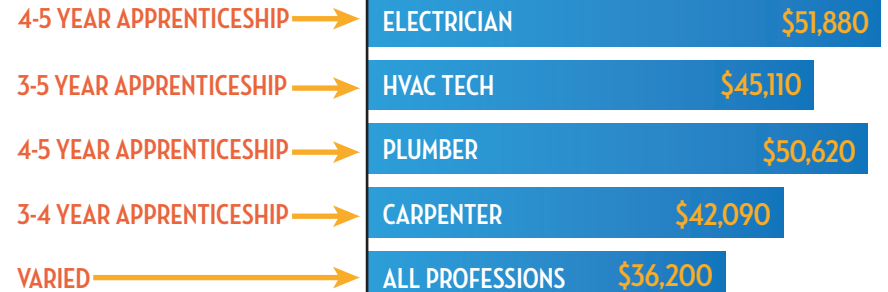 4-5 YEAR APPRENTICESHIP ELECTRICIAN $51,880
3-5 YEAR APPRENTICESHIP HVAC TECH $45,110
4-5 YEAR APPRENTICESHIP PLUMBER $50,620
3-4 YEAR APPRENTICESHIP CARPENTER $42,090
VARIED ALL PROFESSIONS $36,200